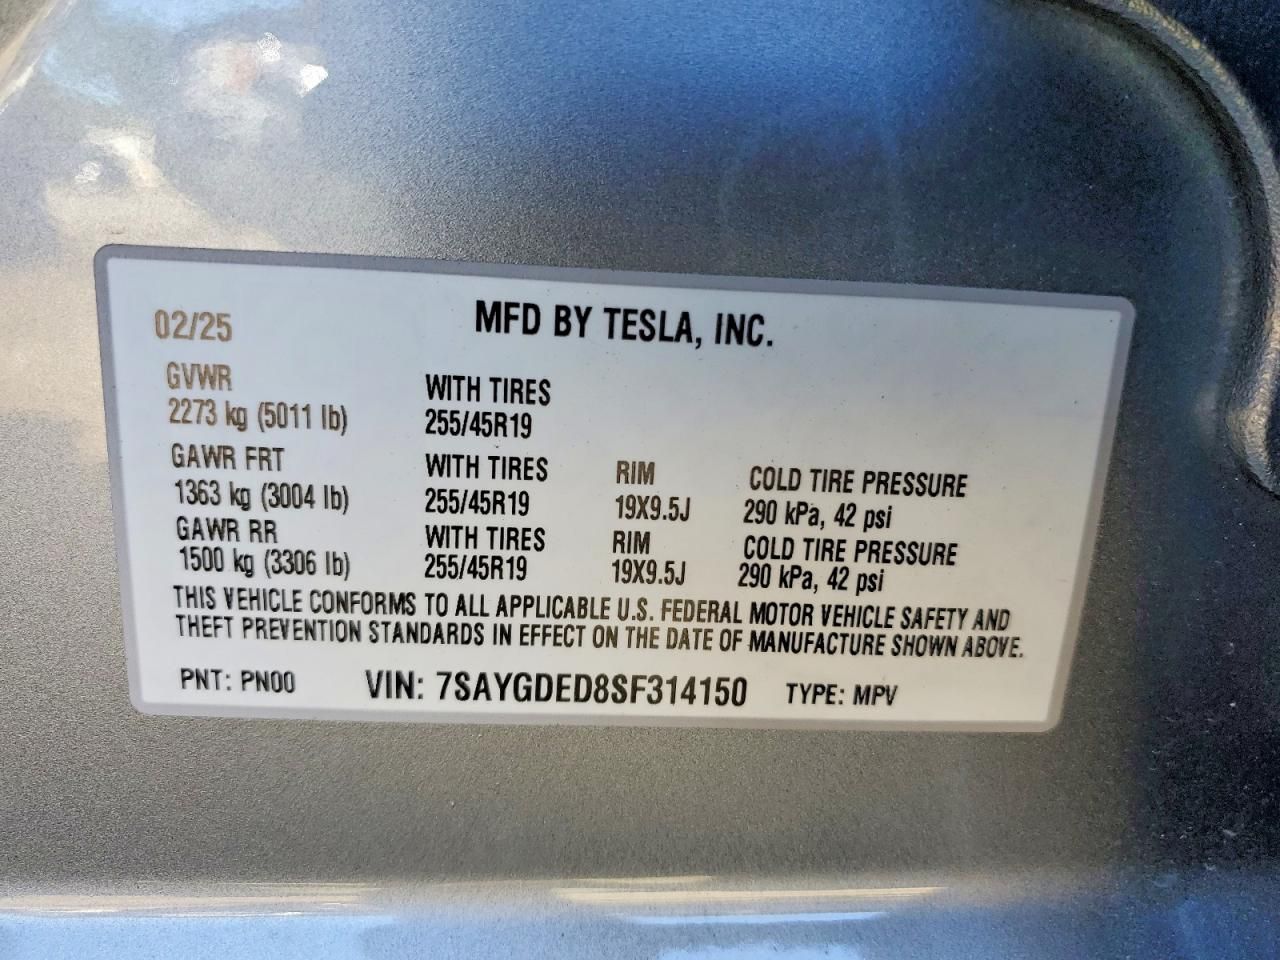 02/25 MFD BY TESLA, INC.
GVWR WITH TIRES
2273 kg (5011 lb) 255/45R19
GAWR FRT WITH TIRES RIM COLD TIRE PRESSURE
1363 kg (3004 lb) 255/45R19 19X9.5J 290 kPa, 42 psi
GAWR RR WITH TIRES RIM COLD TIRE PRESSURE
1500 kg (3306 lb) 255/45R19 19X9.5J 290 kPa, 42 psi
THIS VEHICLE CONFORMS TO ALL APPLICABLE U.S. FEDERAL MOTOR VEHICLE SAFETY AND
THEFT PREVENTION STANDARDS IN EFFECT ON THE DATE OF MANUFACTURE SHOWN ABOVE.
PNT: PN00 VIN: 7SAYGDED8SF314150 TYPE: MPV